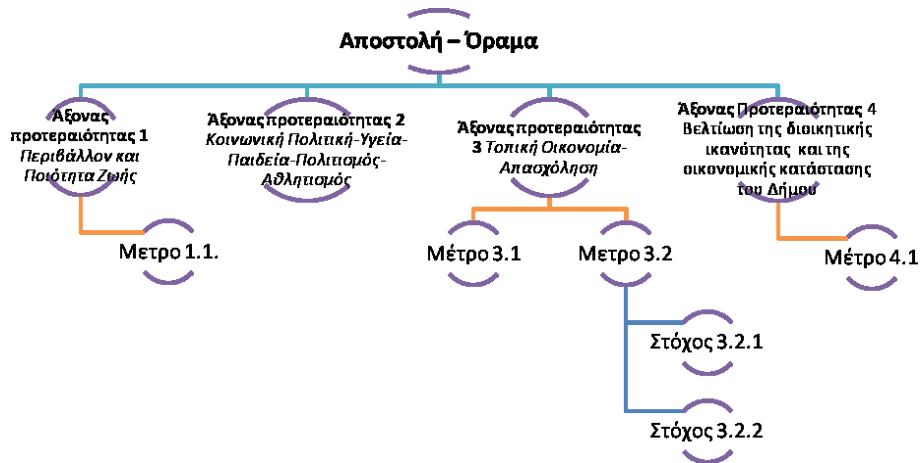 Αποστολή – Όραμα
Άξονας
προτεραιότητας 1
Περιβάλλον και
Ποιότητα Ζωής
Άξονας προτεραιότητας 2
Κοινωνική Πολιτική-Υγεία-
Παιδεία-Πολιτισμός-
Αθλητισμός
Άξονας προτεραιότητας
3 Τοπική Οικονομία-
Απασχόληση
Άξονας Προτεραιότητας 4
Βελτίωση της διοικητικής
ικανότητας και της
οικονομικής κατάστασης
του Δήμου
Μετρο 1.1.
Μέτρο 3.1
Μετρο 3.2
Μέτρο 4.1
Στόχος 3.2.1
Στόχος 3.2.2